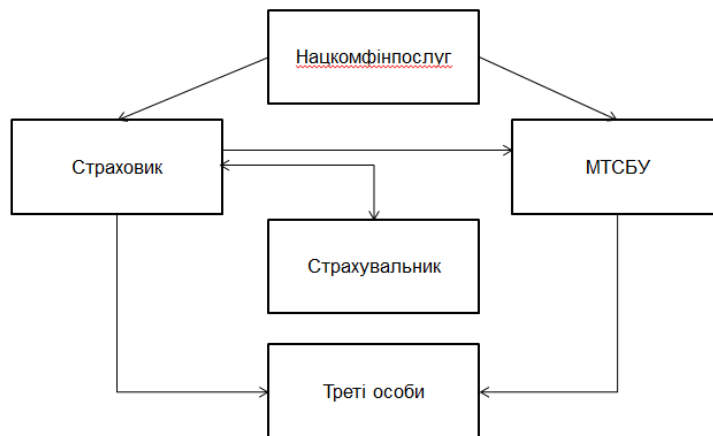 Нацкомфінпослуг
Страховик
МТСБУ
Страхувальник
Треті особи